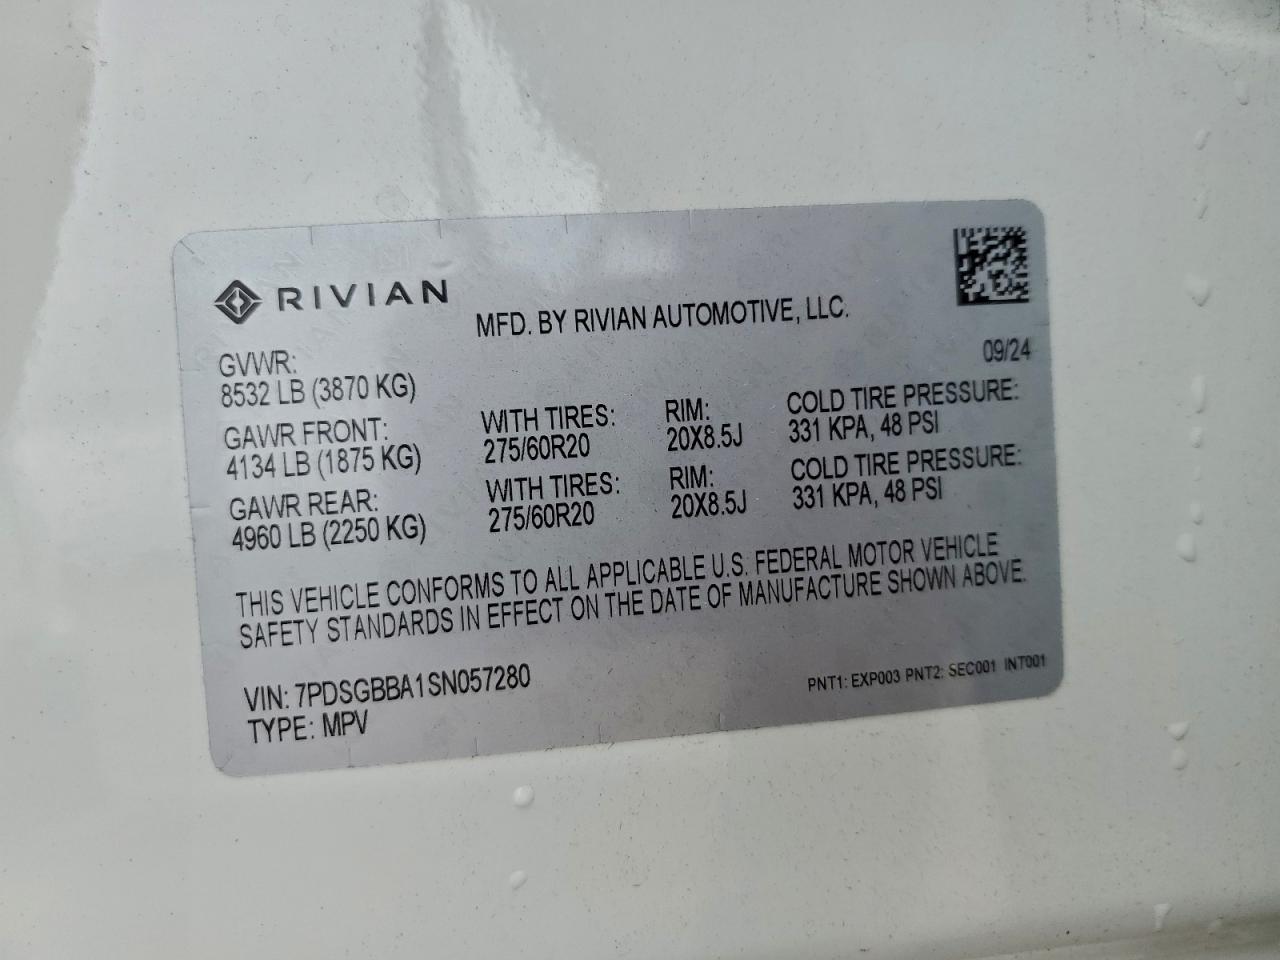 RIVIAN
MFD. BY RIVIAN AUTOMOTIVE, LLC.
09/24
GVWR:
8532 LB (3870 KG)
GAWR FRONT: WITH TIRES: RIM: COLD TIRE PRESSURE:
4134 LB (1875 KG) 275/60R20 20X8.5J 331 KPA, 48 PSI
GAWR REAR: WITH TIRES: RIM: COLD TIRE PRESSURE:
4960 LB (2250 KG) 275/60R20 20X8.5J 331 KPA, 48 PSI
THIS VEHICLE CONFORMS TO ALL APPLICABLE U.S. FEDERAL MOTOR VEHICLE
SAFETY STANDARDS IN EFFECT ON THE DATE OF MANUFACTURE SHOWN ABOVE.
VIN: 7PDSGBBA1SN057280
TYPE: MPV
PNT1: EXP003 PNT2: SEC001 INT001